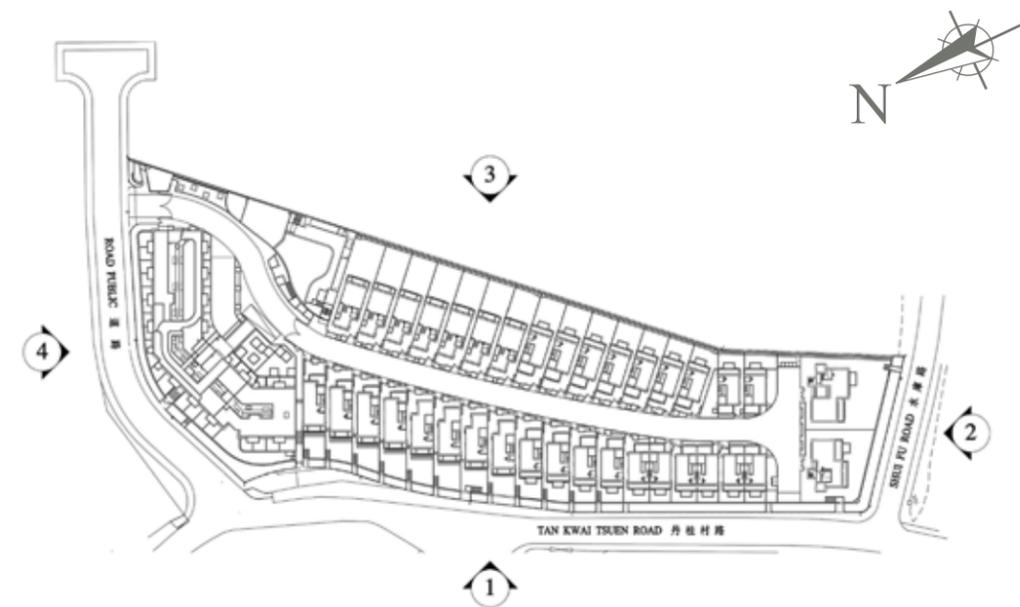 N
3
ROAD PUBLIC 道路
4
SHUI FU ROAD 水庫路
2
TAN KWAI TSUEN ROAD 丹桂村路
1